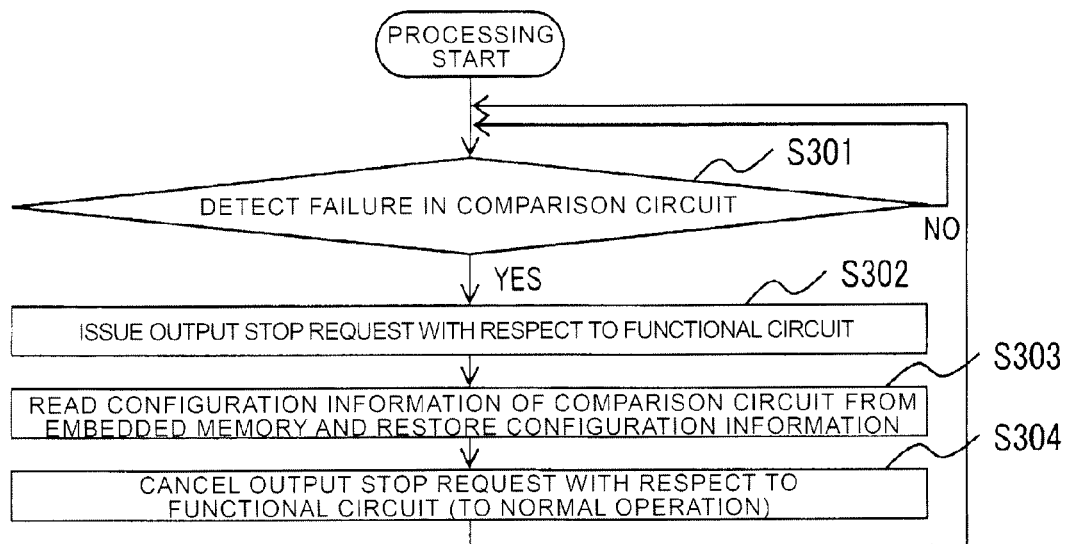 PROCESSING
START
S301
DETECT FAILURE IN COMPARISON CIRCUIT
NO
YES
S302
ISSUE OUTPUT STOP REQUEST WITH RESPECT TO FUNCTIONAL CIRCUIT
S303
READ CONFIGURATION INFORMATION OF COMPARISON CIRCUIT FROM
EMBEDDED MEMORY AND RESTORE CONFIGURATION INFORMATION
S304
CANCEL OUTPUT STOP REQUEST WITH RESPECT TO
FUNCTIONAL CIRCUIT (TO NORMAL OPERATION)